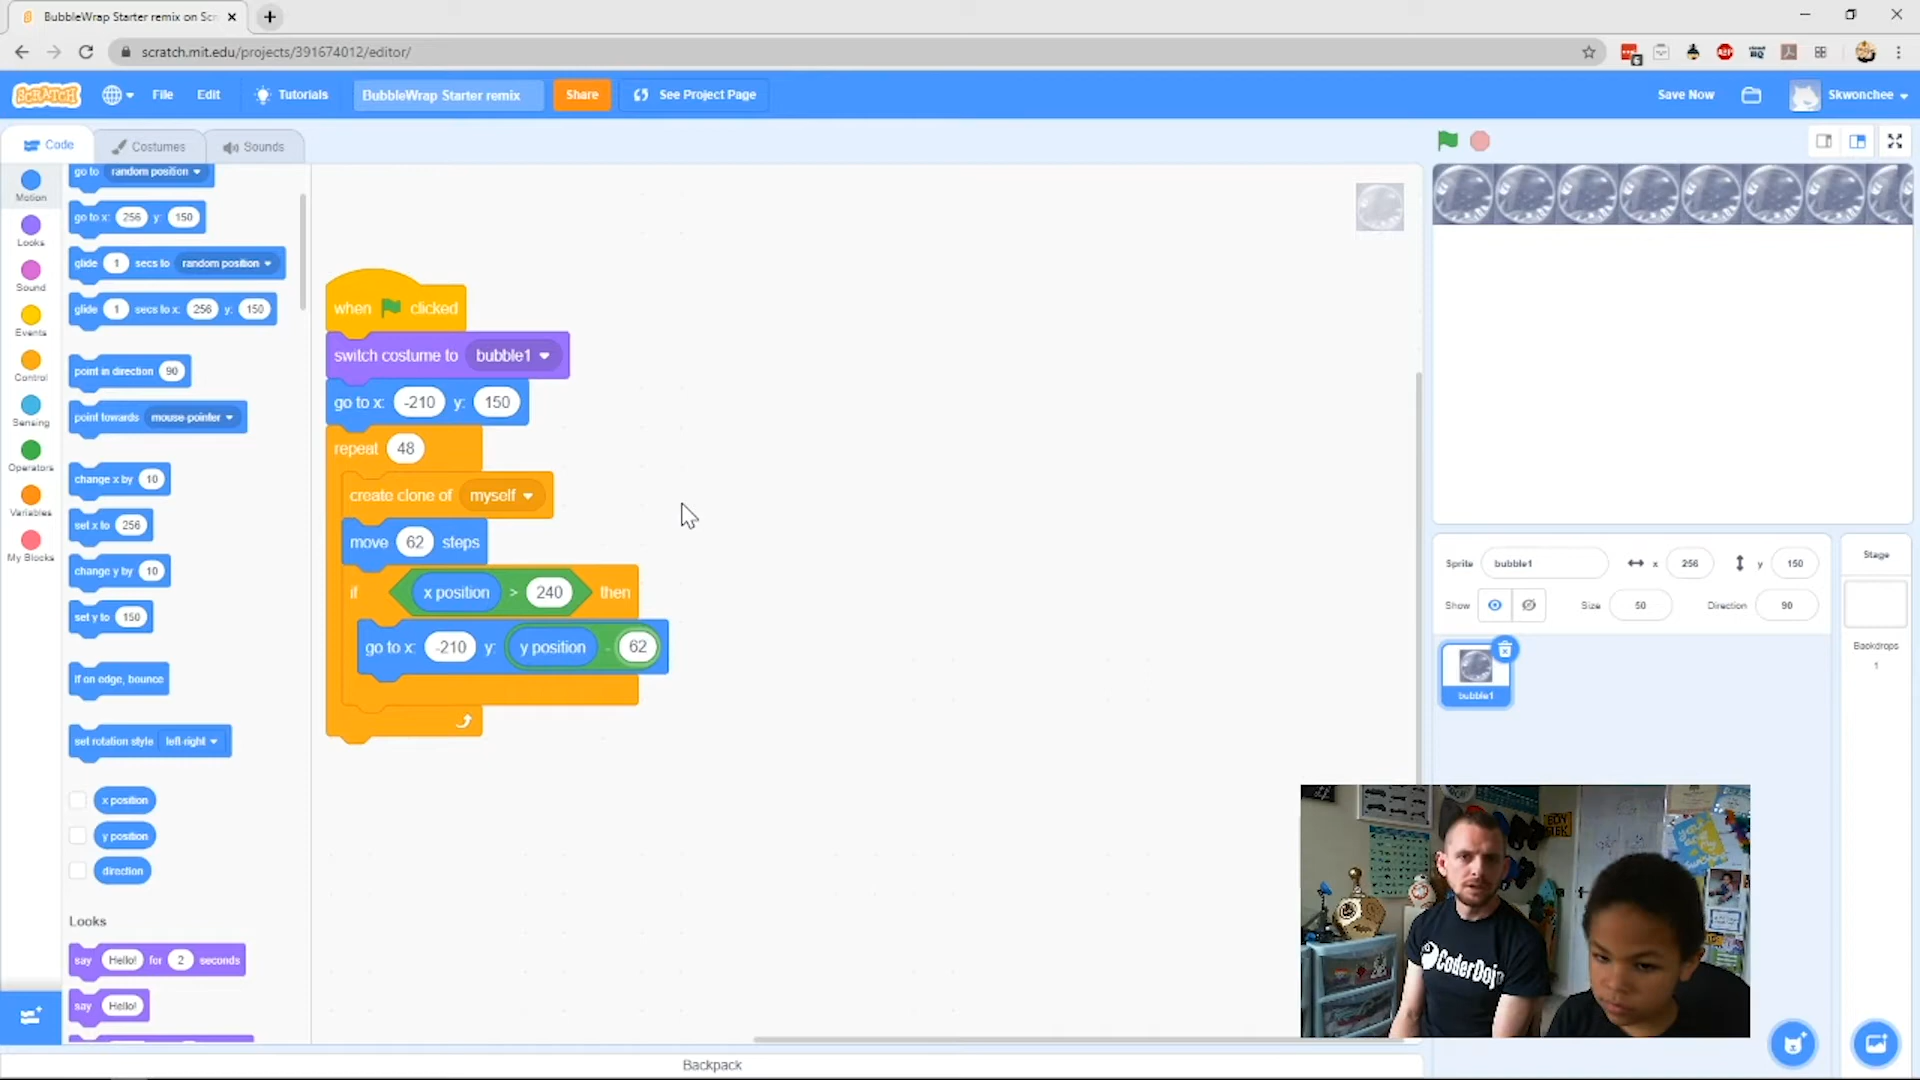 BubbleWrap Starter remix on Scr
scratch.mit.edu/projects/391674012/editor/
SCRATCH File Edit Tutorials BubbleWrap Starter remix Share See Project Page Save Now Skwonchee
Code Costumes Sounds
Motion
Looks
Sound
Events
Control
Sensing
Operators
Variables
My Blocks
go to random position
go to x: 256 y: 150
glide 1 secs to random position
glide 1 secs to x: 256 y: 150
point in direction 90
point towards mouse-pointer
change x by 10
set x to 256
change y by 10
set y to 150
if on edge, bounce
set rotation style left-right
x position
y position
direction
Looks
say Hello! for 2 seconds
say Hello!
when clicked
switch costume to bubble1
go to x: -210 y: 150
repeat 48
create clone of myself
move 62 steps
if x position > 240 then
go to x: -210 y: y position - 62
Sprite bubble1 x 256 y 150
Show Size 50 Direction 90
bubble1
Stage
Backdrops
1
CoderDojo
Backpack